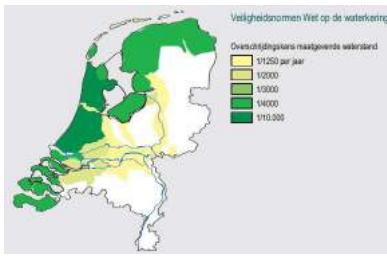 Veiligheidsnormen Wet op de waterkering
Overschrijdingskans maatgevende waterstand
1/1250 per jaar
1/2000
1/3000
1/4000
1/10.000